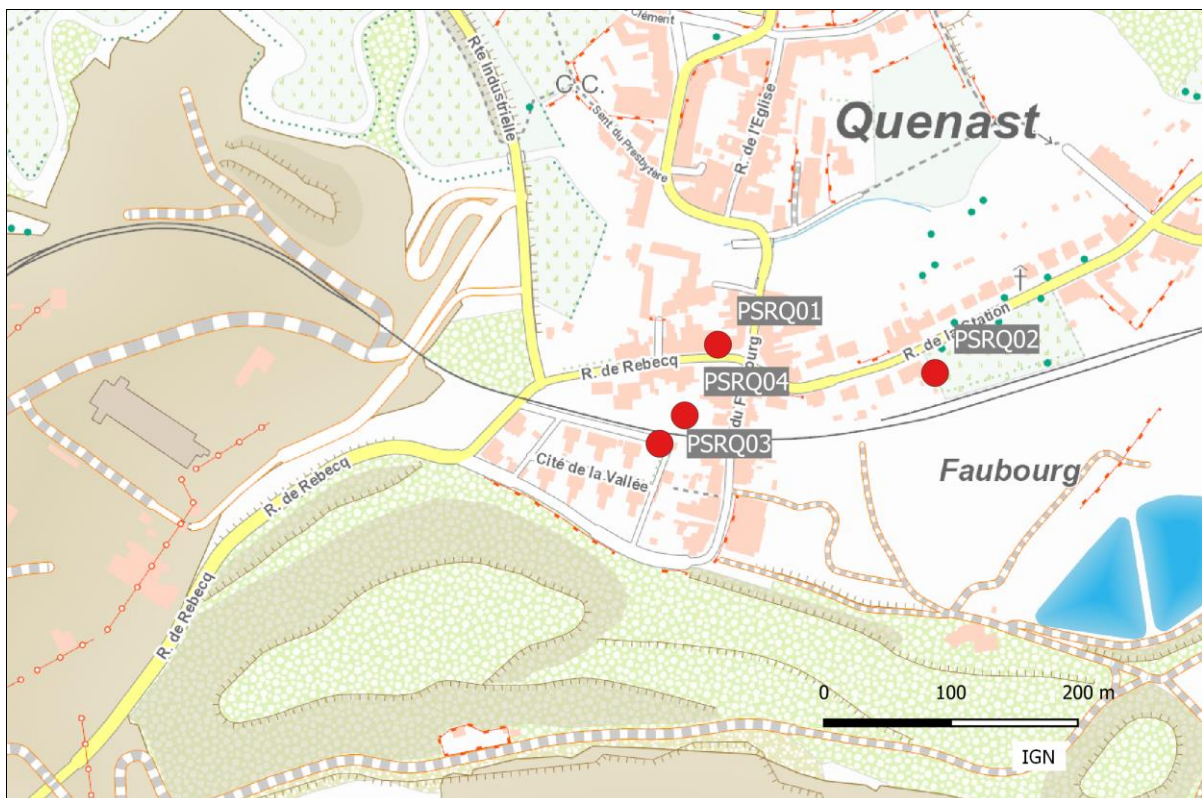 Clément
Rte Industrielle
C.C.
Sent. du Presbytère
R. de l'Eglise
Quenast
PSRQ01
R. de la Station
PSRQ02
R. de Rebecq
PSRQ04
du F
bourg
PSRQ03
Cité de la Vallée
Faubourg
R. de Rebecq
R. de Rebecq
0 100 200 m
IGN